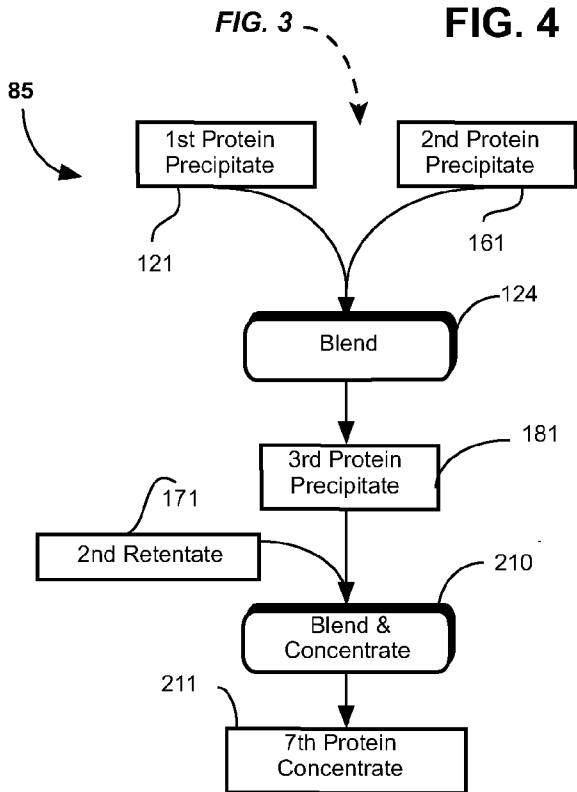 FIG. 3
FIG. 4
85
1st Protein
Precipitate
2nd Protein
Precipitate
121
161
124
Blend
181
3rd Protein
Precipitate
171
2nd Retentate
210
Blend &
Concentrate
211
7th Protein
Concentrate